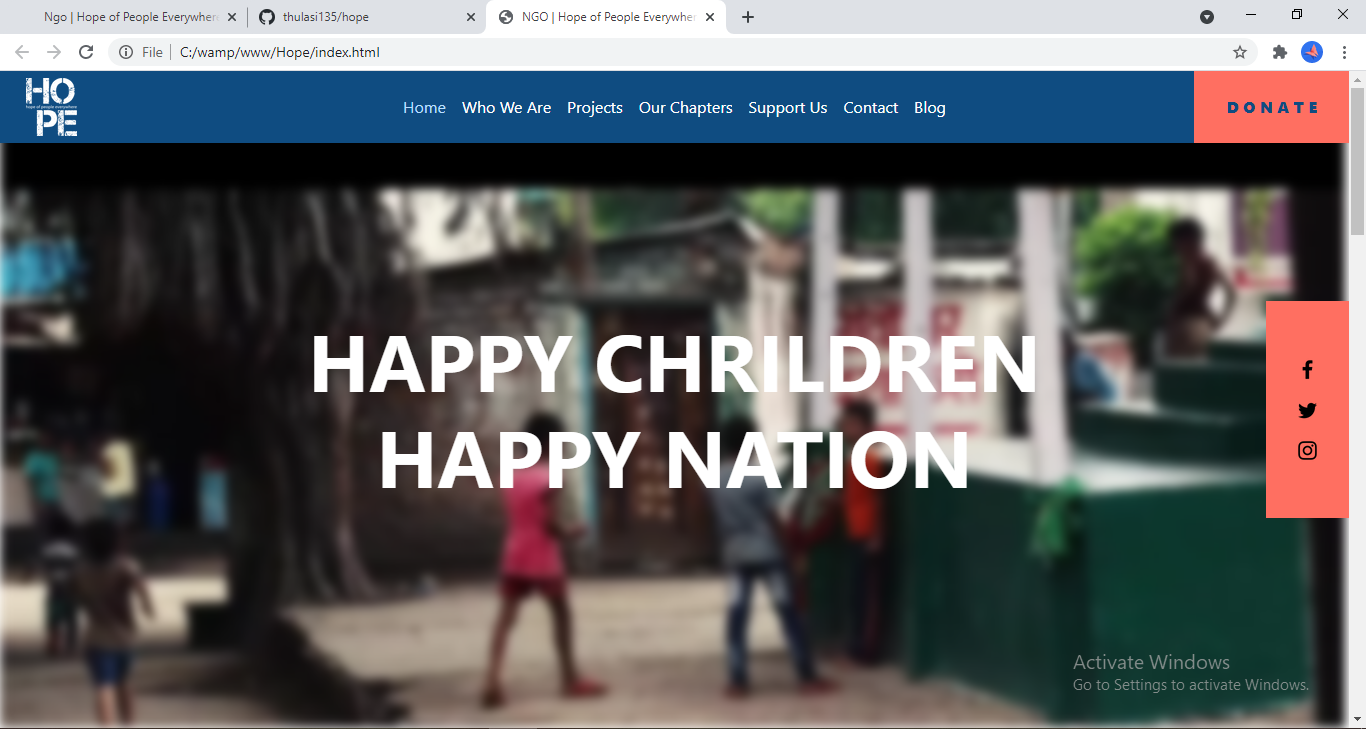 Ngo | Hope of People Everywhere
thulasi135/hope
NGO | Hope of People Everywher
File | C:/wamp/www/Hope/index.html
HO
hope of people everywhere
PE
Home Who We Are Projects Our Chapters Support Us Contact Blog
DONATE
HAPPY CHRILDREN
HAPPY NATION
Activate Windows
Go to Settings to activate Windows.